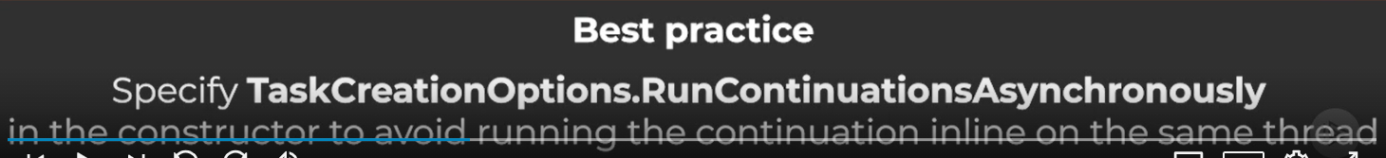 Best practice
Specify TaskCreationOptions.RunContinuationsAsynchronously
in the constructor to avoid running the continuation inline on the same thread